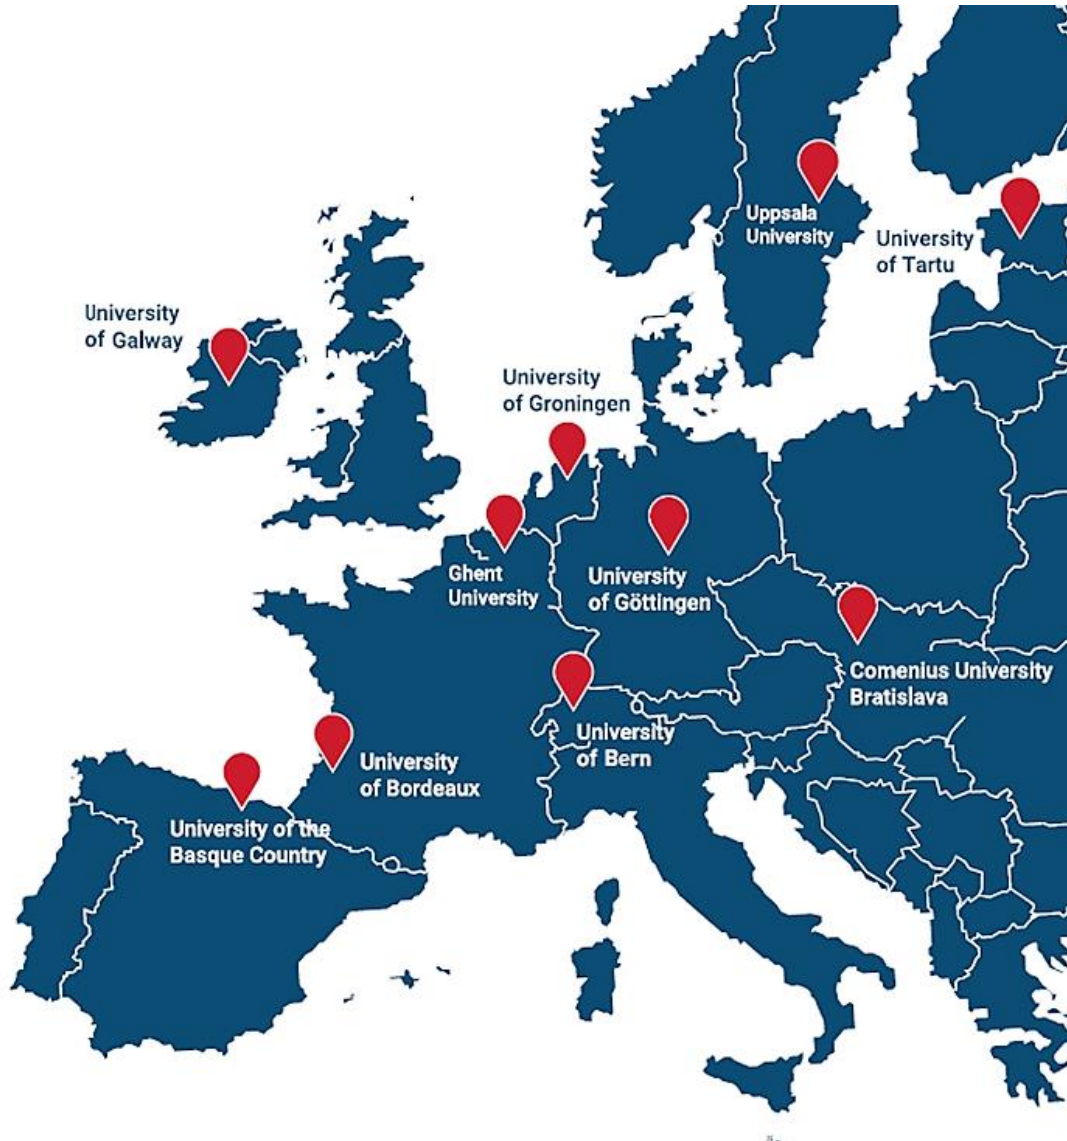 Uppsala
University
University
of Tartu
University
of Galway
University
of Groningen
Ghent
University
University
of Göttingen
Comenius University
Bratislava
University
of Bern
University
of Bordeaux
University of the
Basque Country